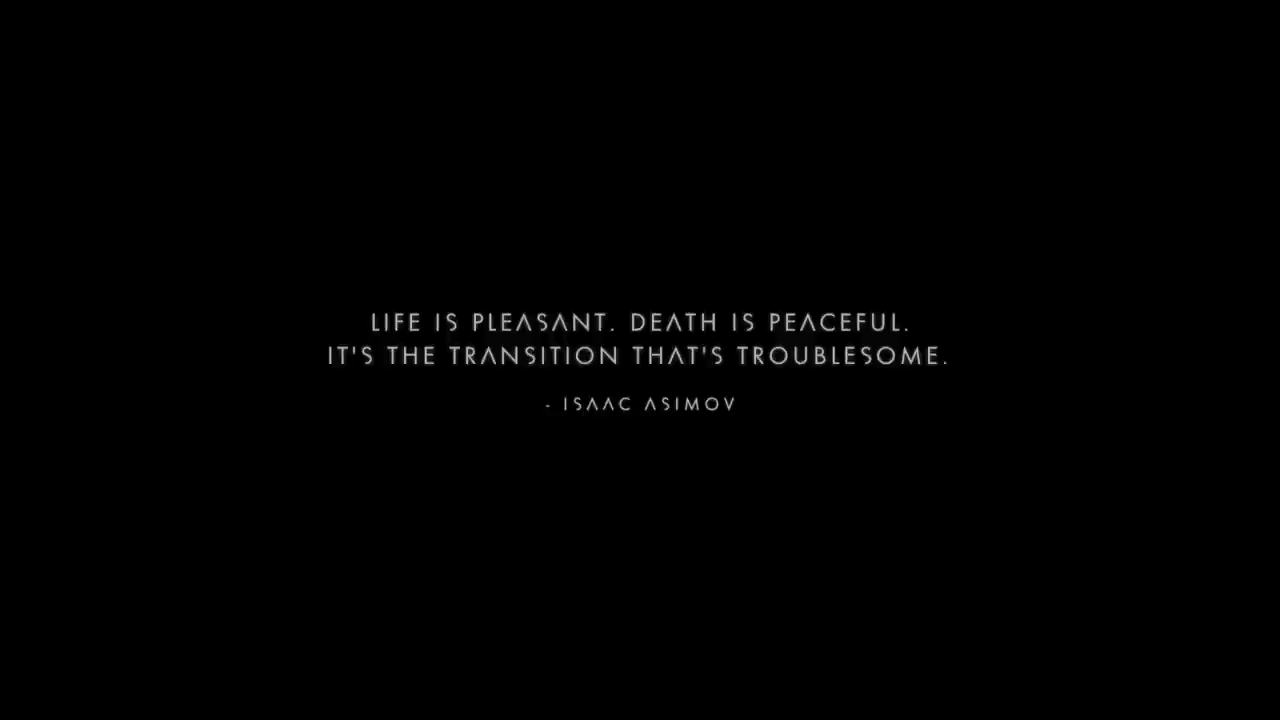 LIFE IS PLEASANT. DEATH IS PEACEFUL.
IT'S THE TRANSITION THAT'S TROUBLESOME.
- ISAAC ASIMOV